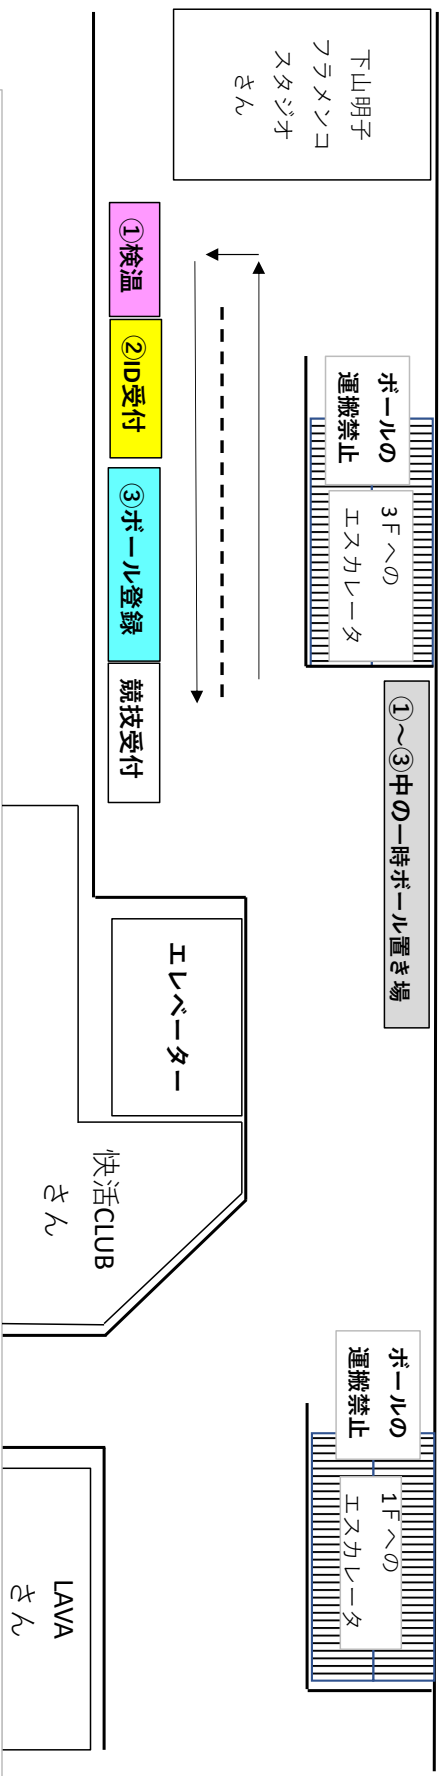 下山明子
フラメンコ
スタジオ
さん
ボールの
運搬禁止
3Fへの
エスカレータ
①～③中の一時ボール置き場
ボールの
運搬禁止
1Fへの
エスカレータ
①検温
②ID受付
③ボール登録
競技受付
エレベーター
快活CLUB
さん
LAVA
さん